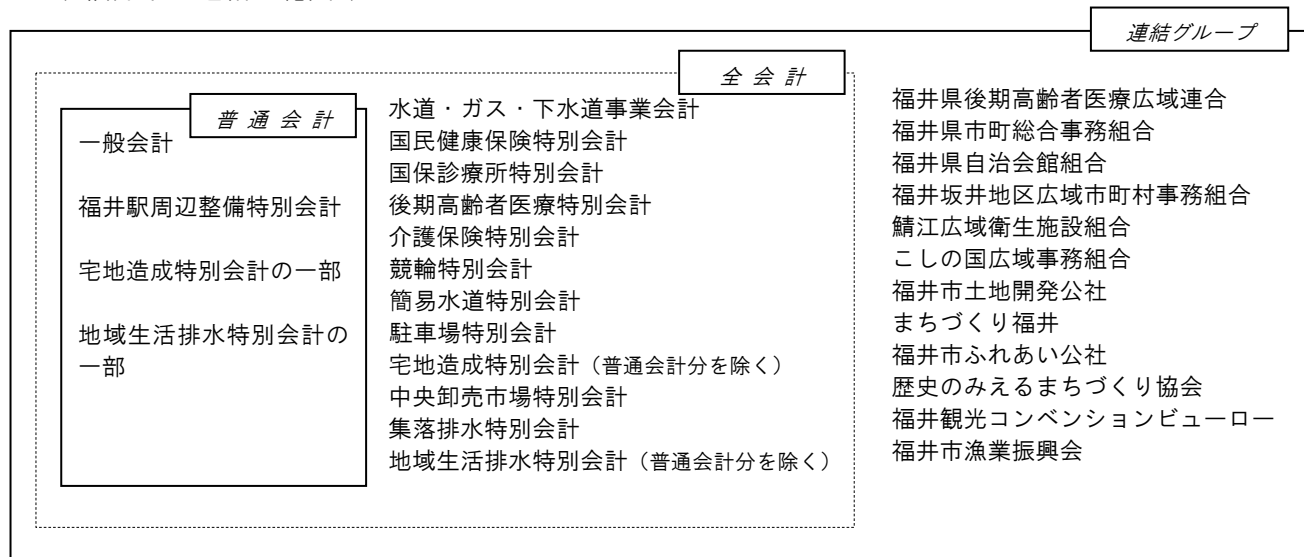 連結グループ
全会計
普通会計
一般会計
福井駅周辺整備特別会計
宅地造成特別会計の一部
地域生活排水特別会計の
一部
水道・ガス・下水道事業会計
国民健康保険特別会計
国保診療所特別会計
後期高齢者医療特別会計
介護保険特別会計
競輪特別会計
簡易水道特別会計
駐車場特別会計
宅地造成特別会計（普通会計分を除く）
中央卸売市場特別会計
集落排水特別会計
地域生活排水特別会計（普通会計分を除く）
福井県後期高齢者医療広域連合
福井県市町総合事務組合
福井県自治会館組合
福井坂井地区広域市町村事務組合
鯖江広域衛生施設組合
こしの国広域事務組合
福井市土地開発公社
まちづくり福井
福井市ふれあい公社
歴史のみえるまちづくり協会
福井観光コンベンションビューロー
福井市漁業振興会